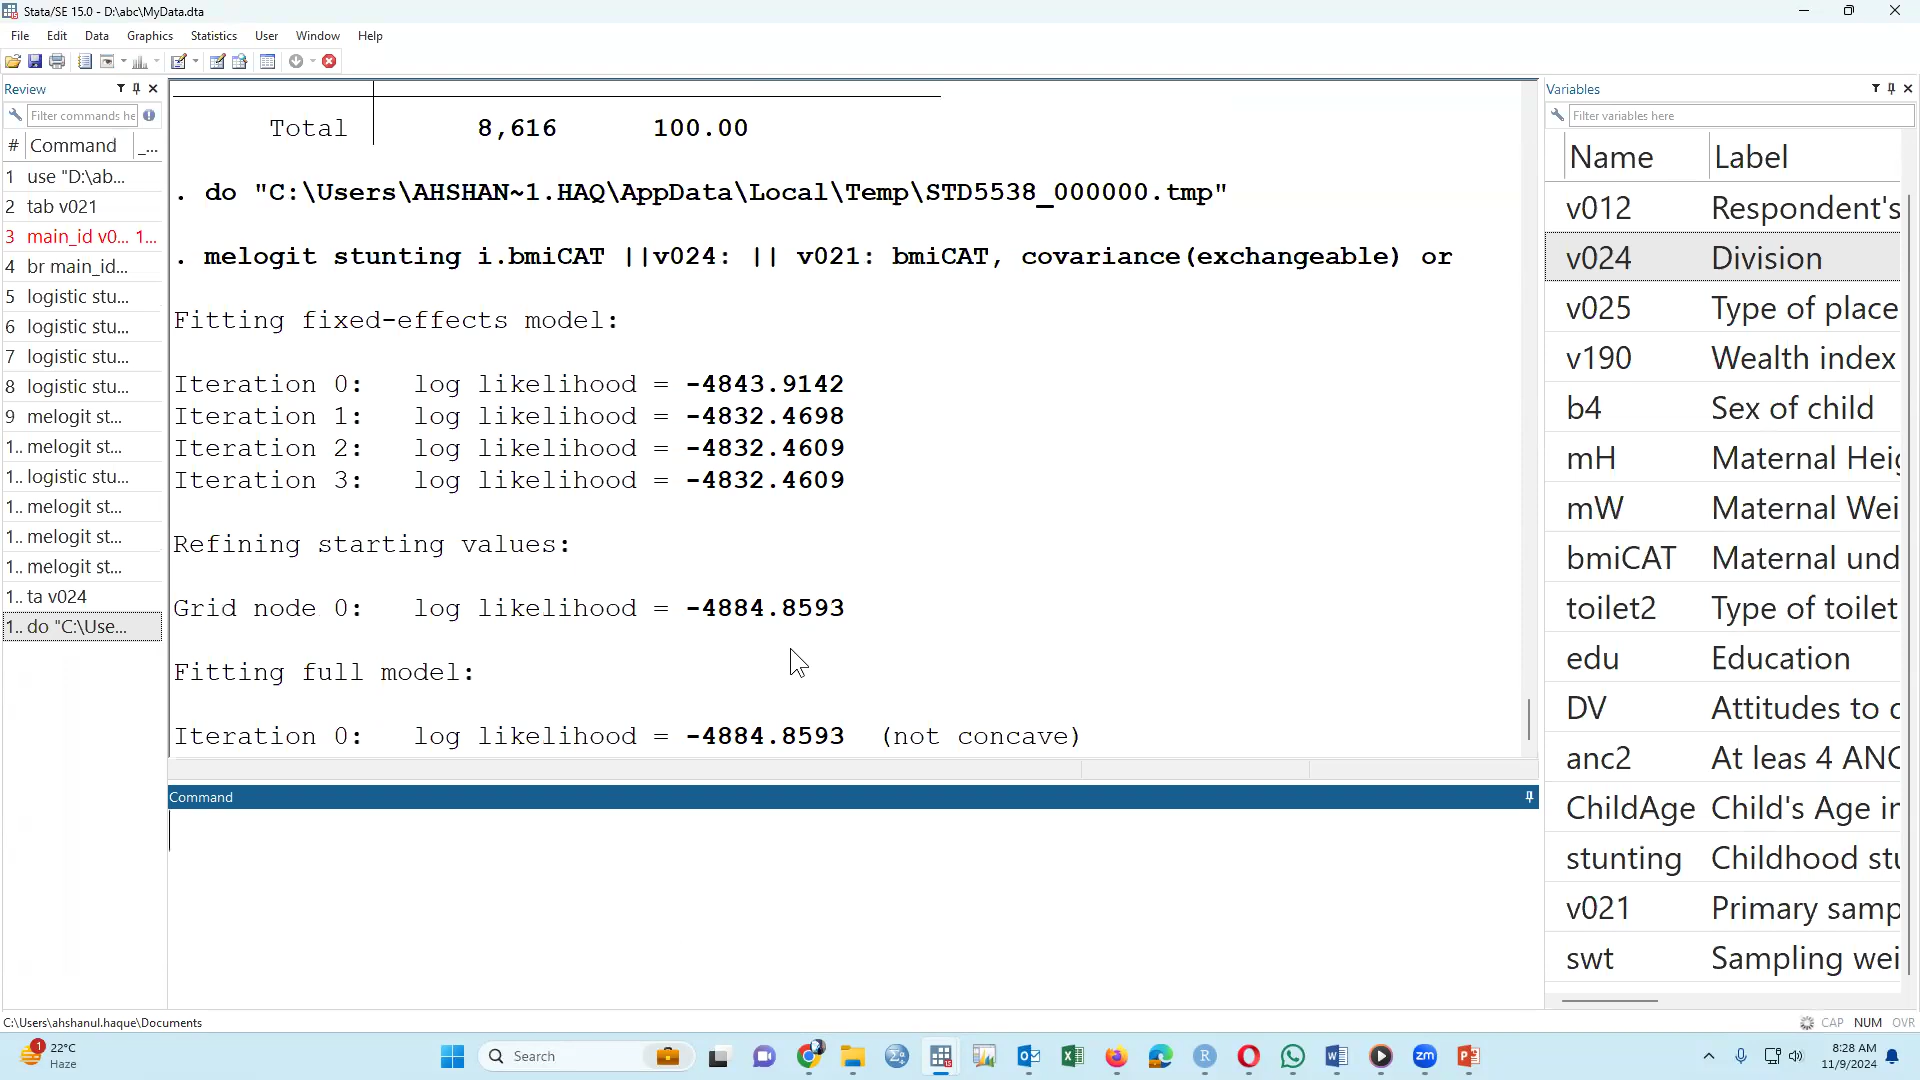 Stata/SE 15.0 - D:\abc\MyData.dta
File Edit Data Graphics Statistics User Window Help
Review
Filter commands he
# Command _...
1 use "D:\ab...
2 tab v021
3 main_id v0... 1...
4 br main_id...
5 logistic stu...
6 logistic stu...
7 logistic stu...
8 logistic stu...
9 melogit st...
1.. melogit st...
1.. logistic stu...
1.. melogit st...
1.. melogit st...
1.. melogit st...
1.. ta v024
1.. do "C:\Use...
Total 8,616 100.00
. do "C:\Users\AHSHAN~1.HAQ\AppData\Local\Temp\STD5538_000000.tmp"
. melogit stunting i.bmiCAT ||v024: || v021: bmiCAT, covariance(exchangeable) or
Fitting fixed-effects model:
Iteration 0: log likelihood = -4843.9142
Iteration 1: log likelihood = -4832.4698
Iteration 2: log likelihood = -4832.4609
Iteration 3: log likelihood = -4832.4609
Refining starting values:
Grid node 0: log likelihood = -4884.8593
Fitting full model:
Iteration 0: log likelihood = -4884.8593 (not concave)
Command
Variables
Filter variables here
Name Label
v012 Respondent's
v024 Division
v025 Type of place
v190 Wealth index
b4 Sex of child
mH Maternal Heig
mW Maternal Wei
bmiCAT Maternal und
toilet2 Type of toilet
edu Education
DV Attitudes to d
anc2 At leas 4 ANC
ChildAge Child's Age in
stunting Childhood stu
v021 Primary samp
swt Sampling wei
C:\Users\ahshanul.haque\Documents
CAP NUM OVR
1
22°C
Haze
Search
R
zm
8:28 AM
11/9/2024